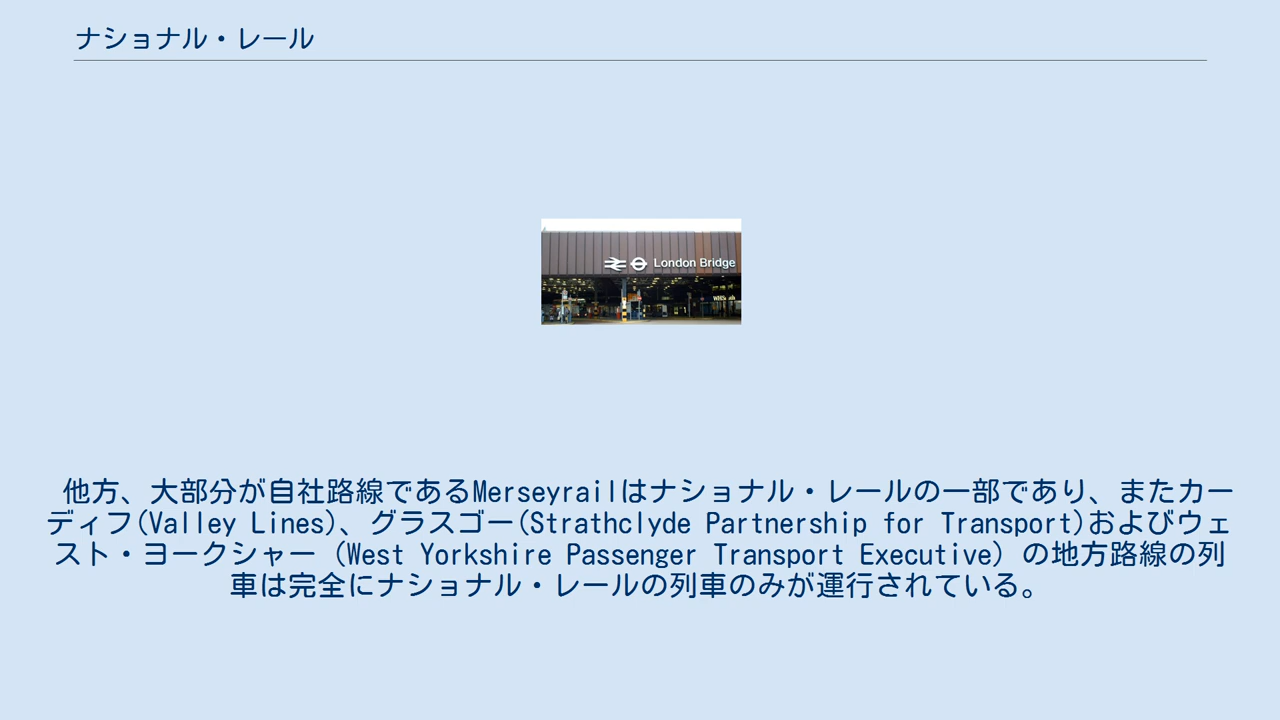 ナショナル・レール
London Bridge
他方、大部分が自社路線であるMerseyrailはナショナル・レールの一部であり、またカー
ディフ(Valley Lines)、グラスゴー(Strathclyde Partnership for Transport)およびウェ
スト・ヨークシャー (West Yorkshire Passenger Transport Executive) の地方路線の列
車は完全にナショナル・レールの列車のみが運行されている。